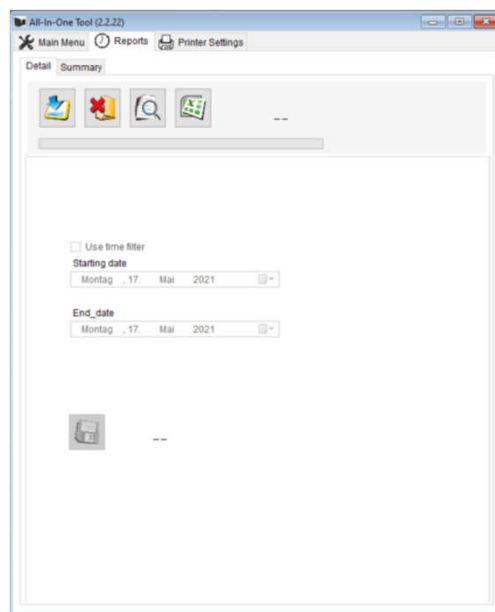 All-In-One Tool (2.2.22)
Main Menu Reports Printer Settings
Detail Summary
--
Use time filter
Starting date
Montag , 17. Mai 2021
End_date
Montag , 17. Mai 2021
--